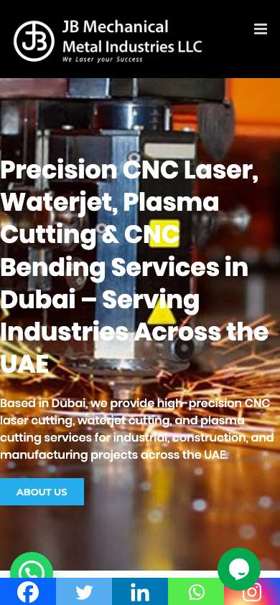 JB Mechanical
Metal Industries LLC
We Laser your Success
Precision CNC Laser,
Waterjet, Plasma
Cutting & CNC
Bending Services in
Dubai – Serving
Industries Across the
UAE
Based in Dubai, we provide high-precision CNC
laser cutting, waterjet cutting, and plasma
cutting services for industrial, construction, and
manufacturing projects across the UAE.
ABOUT US